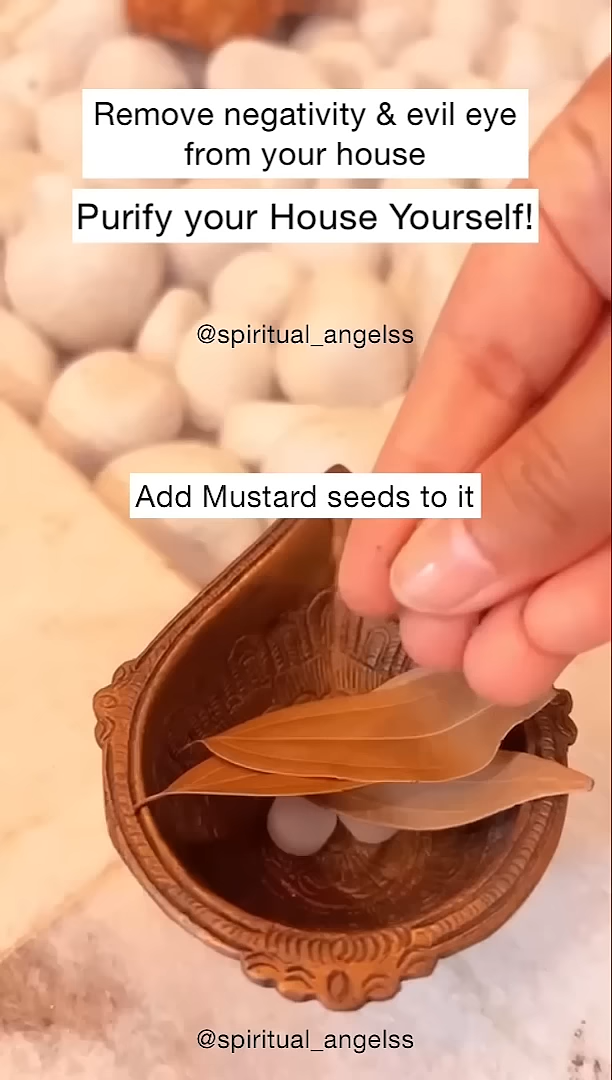 Remove negativity & evil eye
from your house
Purify your House Yourself!
@spiritual_angelss
Add Mustard seeds to it
@spiritual_angelss